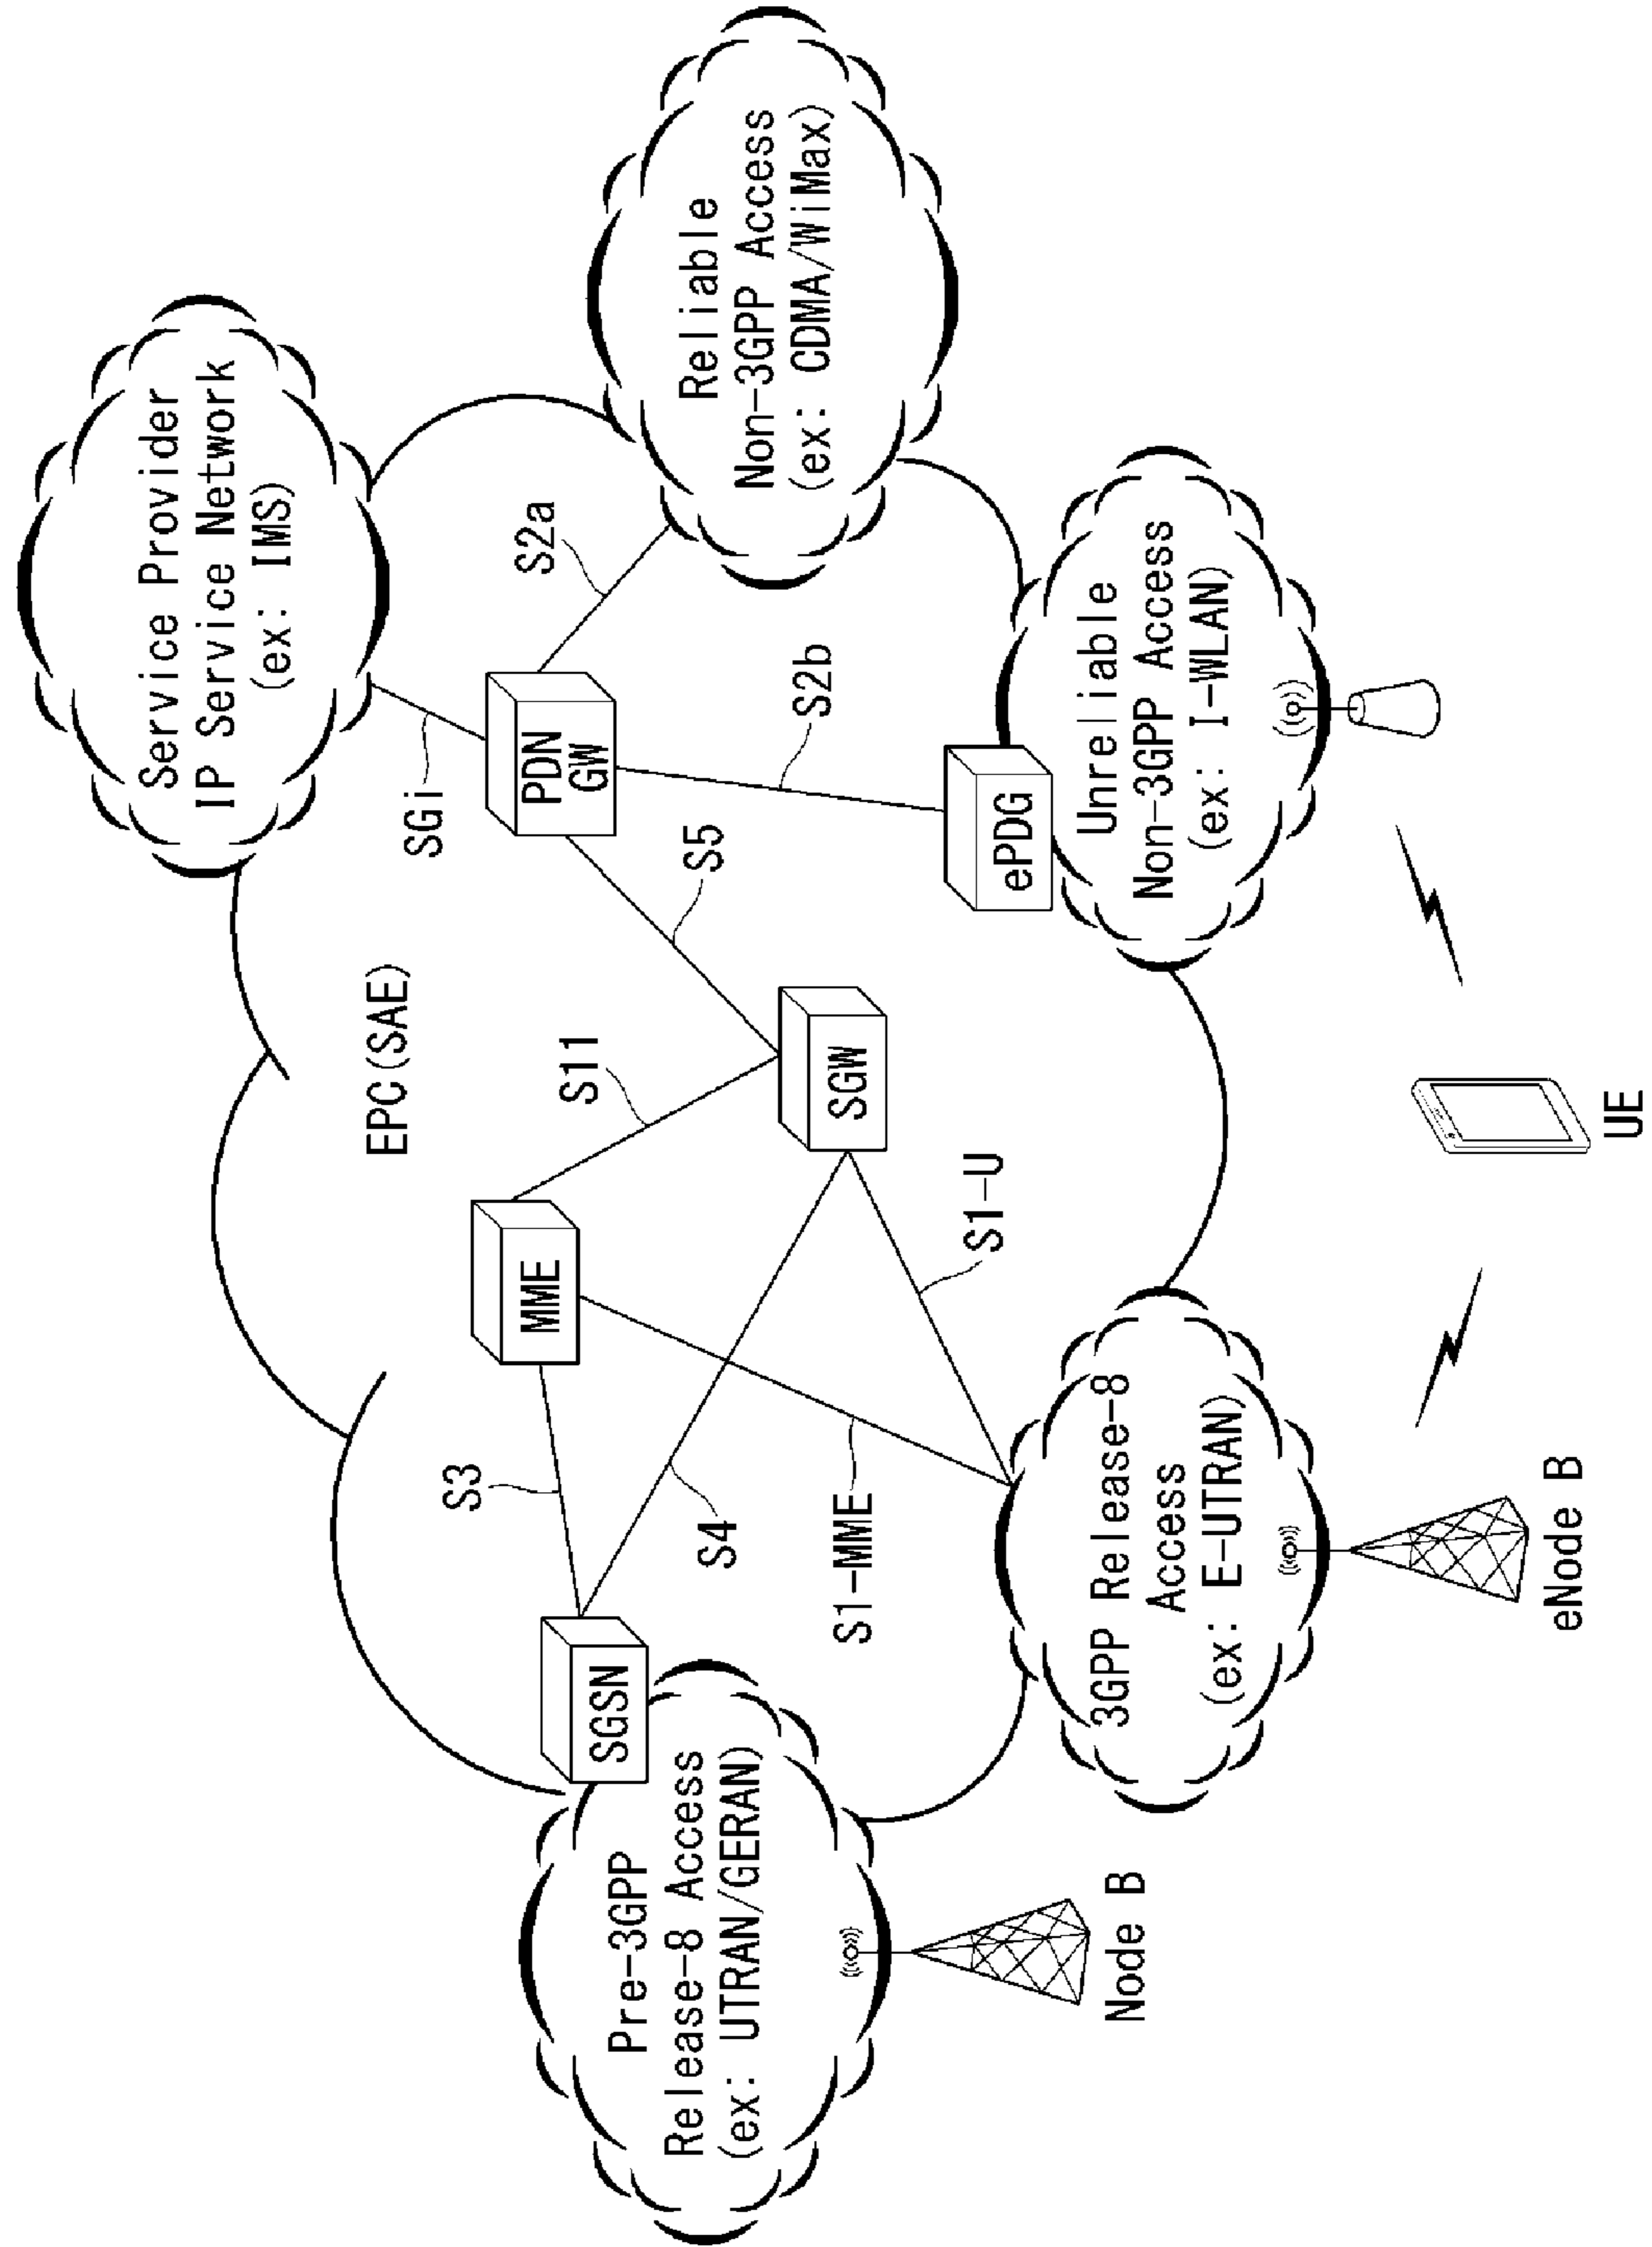 Service Provider
IP Service Network
(ex: IMS)
EPC(SAE)
SGi
S2a
PDN
GW
Reliable
Non-3GPP Access
(ex: CDMA/WiMax)
S3
MME
S11
S5
S2b
SGSN
S4
SGW
Pre-3GPP
Release-8 Access
(ex: UTRAN/GERAN)
S1-MME
S1-U
ePDG
3GPP Release-8
Access
(ex: E-UTRAN)
Unreliable
Non-3GPP Access
(ex: I-WLAN)
Node B
eNode B
UE